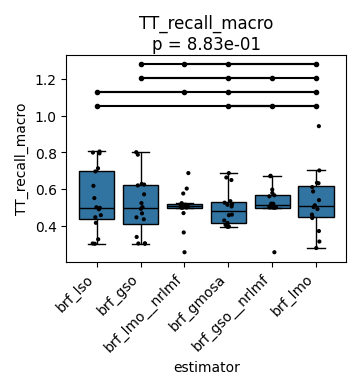 TT_recall_macro
p = 8.83e-01
TT_recall_macro
1.2
1.0
0.8
0.6
0.4
brf_lso
brf_gso
brf_lmo__nrlmf
brf_gmosa
brf_gso__nrlmf
brf_lmo
estimator